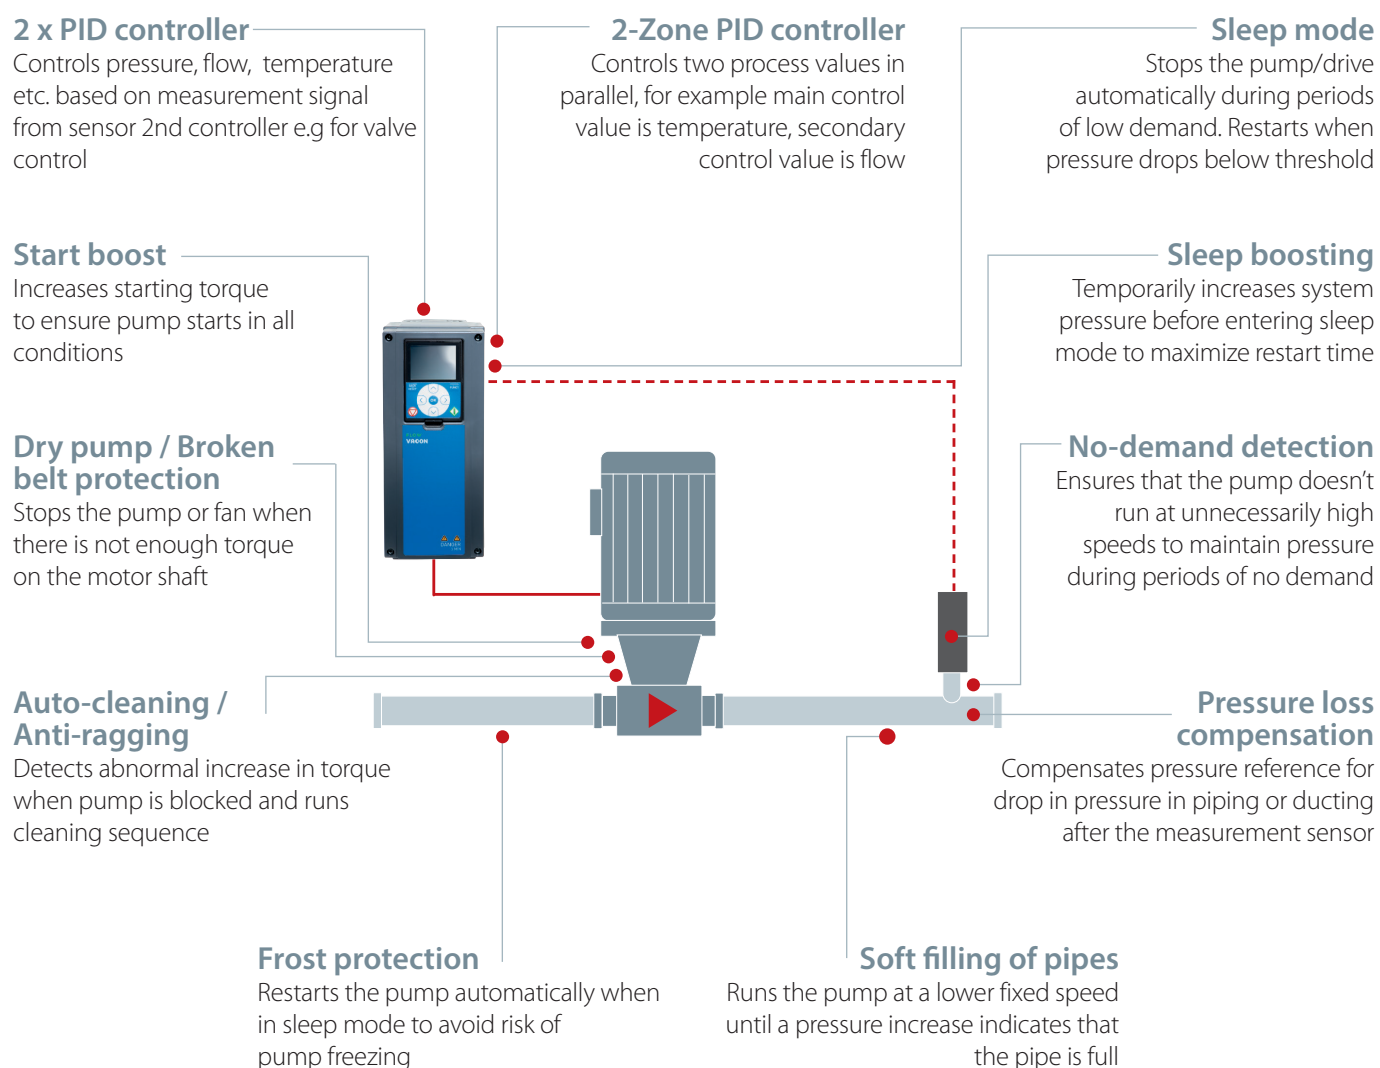 2 x PID controller
Controls pressure, flow, temperature
etc. based on measurement signal
from sensor 2nd controller e.g for valve
control
2-Zone PID controller
Controls two process values in
parallel, for example main control
value is temperature, secondary
control value is flow
Sleep mode
Stops the pump/drive
automatically during periods
of low demand. Restarts when
pressure drops below threshold
Start boost
Increases starting torque
to ensure pump starts in all
conditions
Sleep boosting
Temporarily increases system
pressure before entering sleep
mode to maximize restart time
OK
VACON
DANGER
Dry pump / Broken
belt protection
Stops the pump or fan when
there is not enough torque
on the motor shaft
No-demand detection
Ensures that the pump doesn't
run at unnecessarily high
speeds to maintain pressure
during periods of no demand
Auto-cleaning /
Anti-ragging
Detects abnormal increase in torque
when pump is blocked and runs
cleaning sequence
Pressure loss
compensation
Compensates pressure reference for
drop in pressure in piping or ducting
after the measurement sensor
Frost protection
Restarts the pump automatically when
in sleep mode to avoid risk of
pump freezing
Soft filling of pipes
Runs the pump at a lower fixed speed
until a pressure increase indicates that
the pipe is full